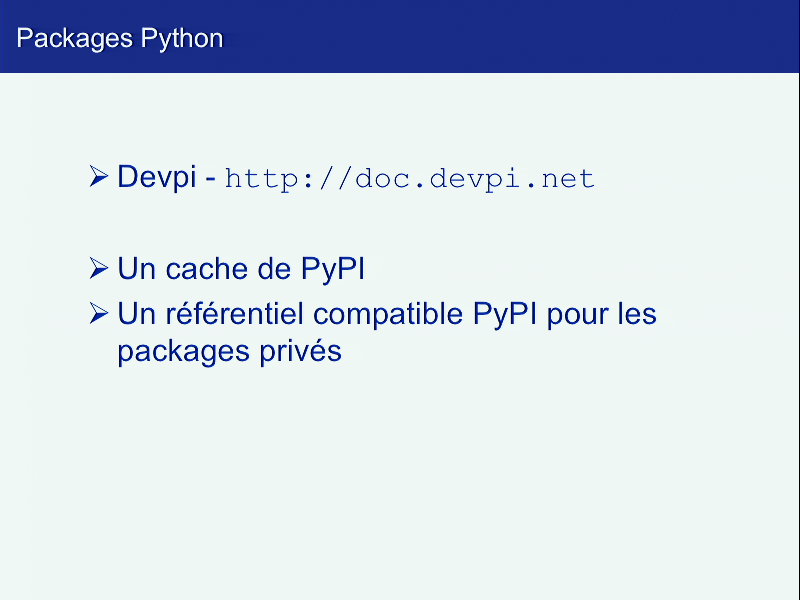 Packages Python
Devpi - http://doc.devpi.net
Un cache de PyPI
Un référentiel compatible PyPI pour les
packages privés